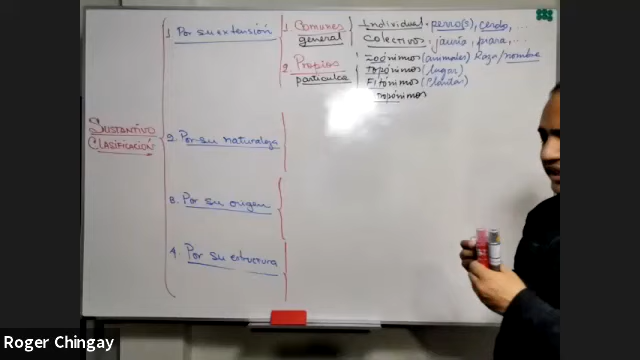 Sustantivo
Clasificación
1 Por su extensión
1 Comunes
general
Individual. perro(s), cerdo, ...
Colectivos. jauría, piara, ...
2 Propios
particular
Zoónimos (animales) Raza/nombre
Topónimos (lugar)
Fitónimos (Plantas)
2. Por su naturaleza
3. Por su origen
4 Por su estructura
Roger Chingay